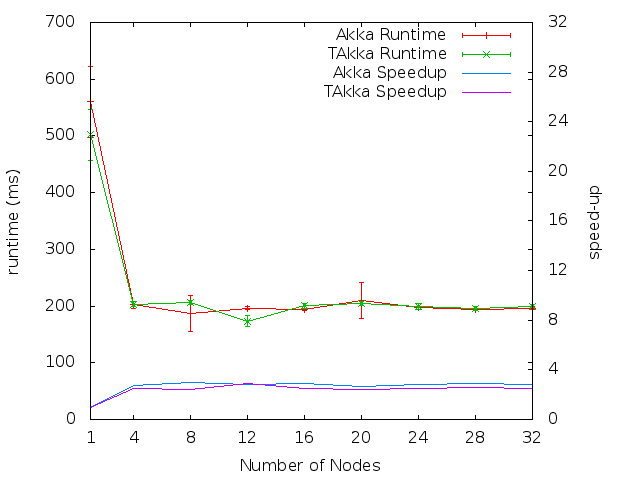 700
600
500
400
300
200
100
0
runtime (ms)
32
28
24
20
16
12
8
4
0
speed-up
Akka Runtime
TAkka Runtime
Akka Speedup
TAkka Speedup
1 4 8 12 16 20 24 28 32
Number of Nodes